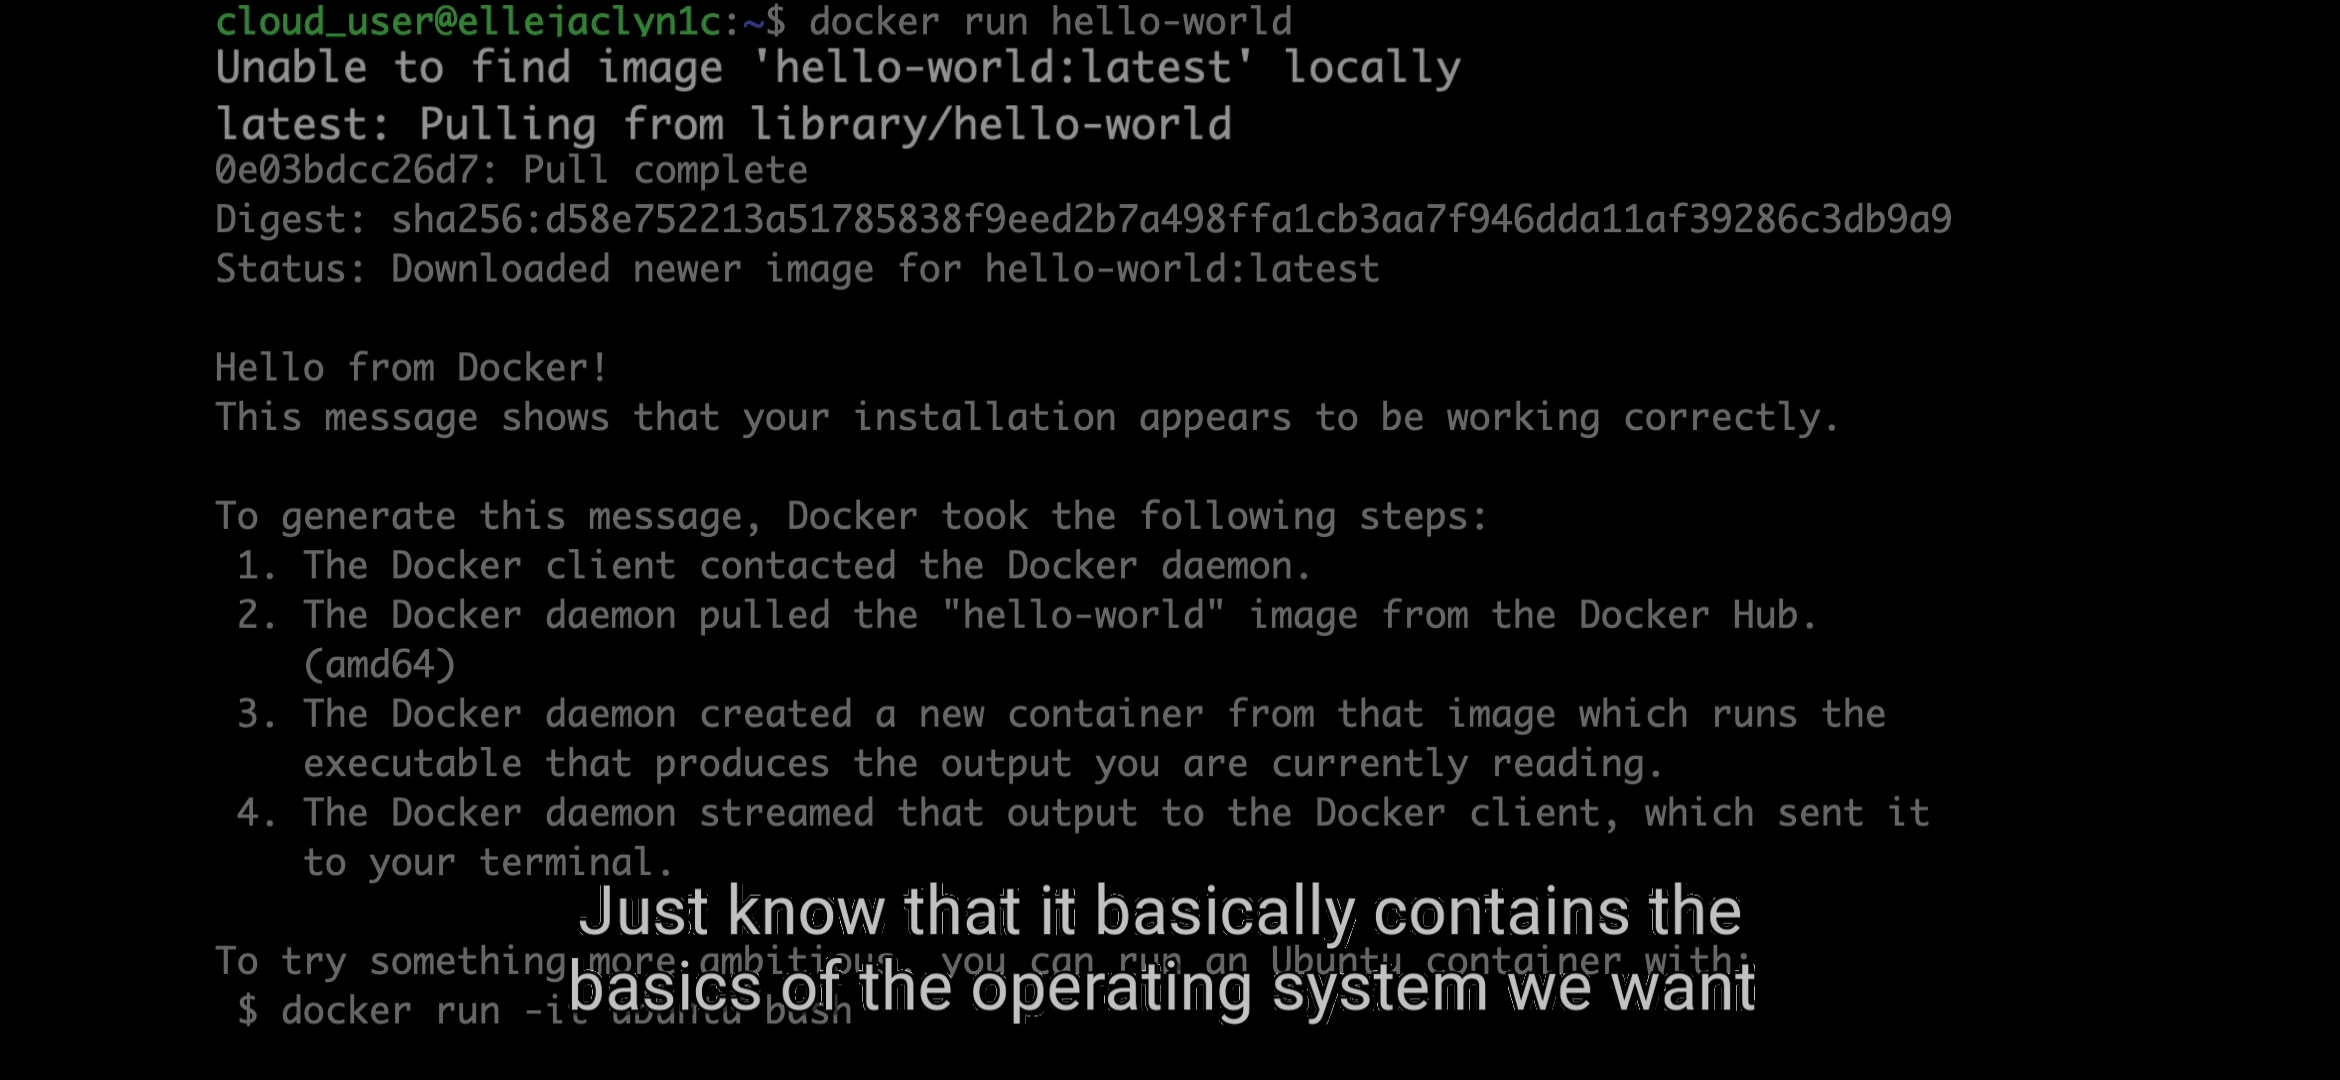 cloud_user@ellejaclyn1c:~$ docker run hello-world
Unable to find image 'hello-world:latest' locally
latest: Pulling from library/hello-world
0e03bdcc26d7: Pull complete
Digest: sha256:d58e752213a51785838f9eed2b7a498ffa1cb3aa7f946dda11af39286c3db9a9
Status: Downloaded newer image for hello-world:latest
Hello from Docker!
This message shows that your installation appears to be working correctly.
To generate this message, Docker took the following steps:
1. The Docker client contacted the Docker daemon.
2. The Docker daemon pulled the "hello-world" image from the Docker Hub.
(amd64)
3. The Docker daemon created a new container from that image which runs the
executable that produces the output you are currently reading.
4. The Docker daemon streamed that output to the Docker client, which sent it
to your terminal.
Just know that it basically contains the
To try something more ambitious, you can run an Ubuntu container with:
basics of the operating system we want
$ docker run -it ubuntu bash